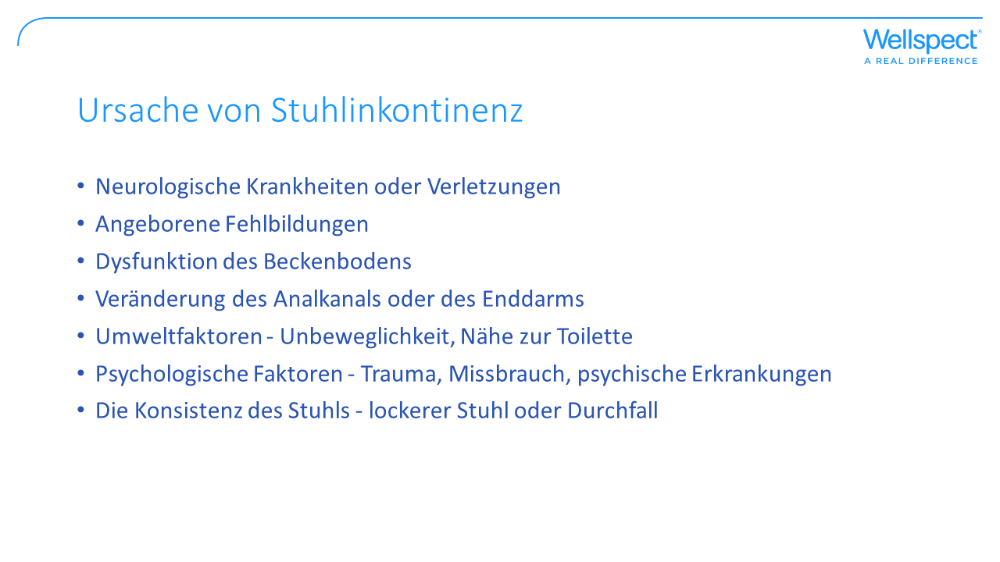 Wellspect®
A REAL DIFFERENCE
Ursache von Stuhlinkontinenz
• Neurologische Krankheiten oder Verletzungen
• Angeborene Fehlbildungen
• Dysfunktion des Beckenbodens
• Veränderung des Analkanals oder des Enddarms
• Umweltfaktoren - Unbeweglichkeit, Nähe zur Toilette
• Psychologische Faktoren - Trauma, Missbrauch, psychische Erkrankungen
• Die Konsistenz des Stuhls - lockerer Stuhl oder Durchfall